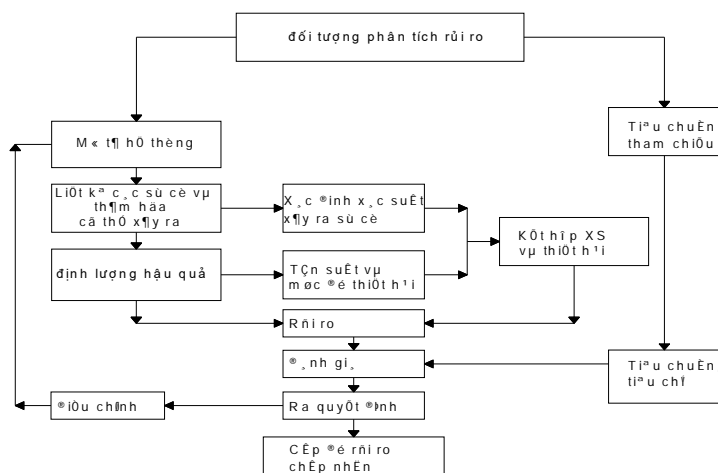 đối tượng phân tích rủi ro
M« t¶ hÖ thèng
Tiªu chuÈn
tham chiÕu
LiÖt kª c¸c sù cè vµ
th¶m häa
cã thÓ x¶y ra
X¸c ®inh x¸c suÊt
x¶y ra sù cè
KÕt hîp XS
vµ thiÖt h¹i
định lượng hậu quả
TÇn suÊt vµ
møc ®é thiÖt h¹i
Rñi ro
®¸nh gi¸
Tiªu chuÈn
tiªu chÝ
®iÒu chØnh
Ra quyÕt ®Þnh
CÊp ®é rñi ro
chÊp nhËn